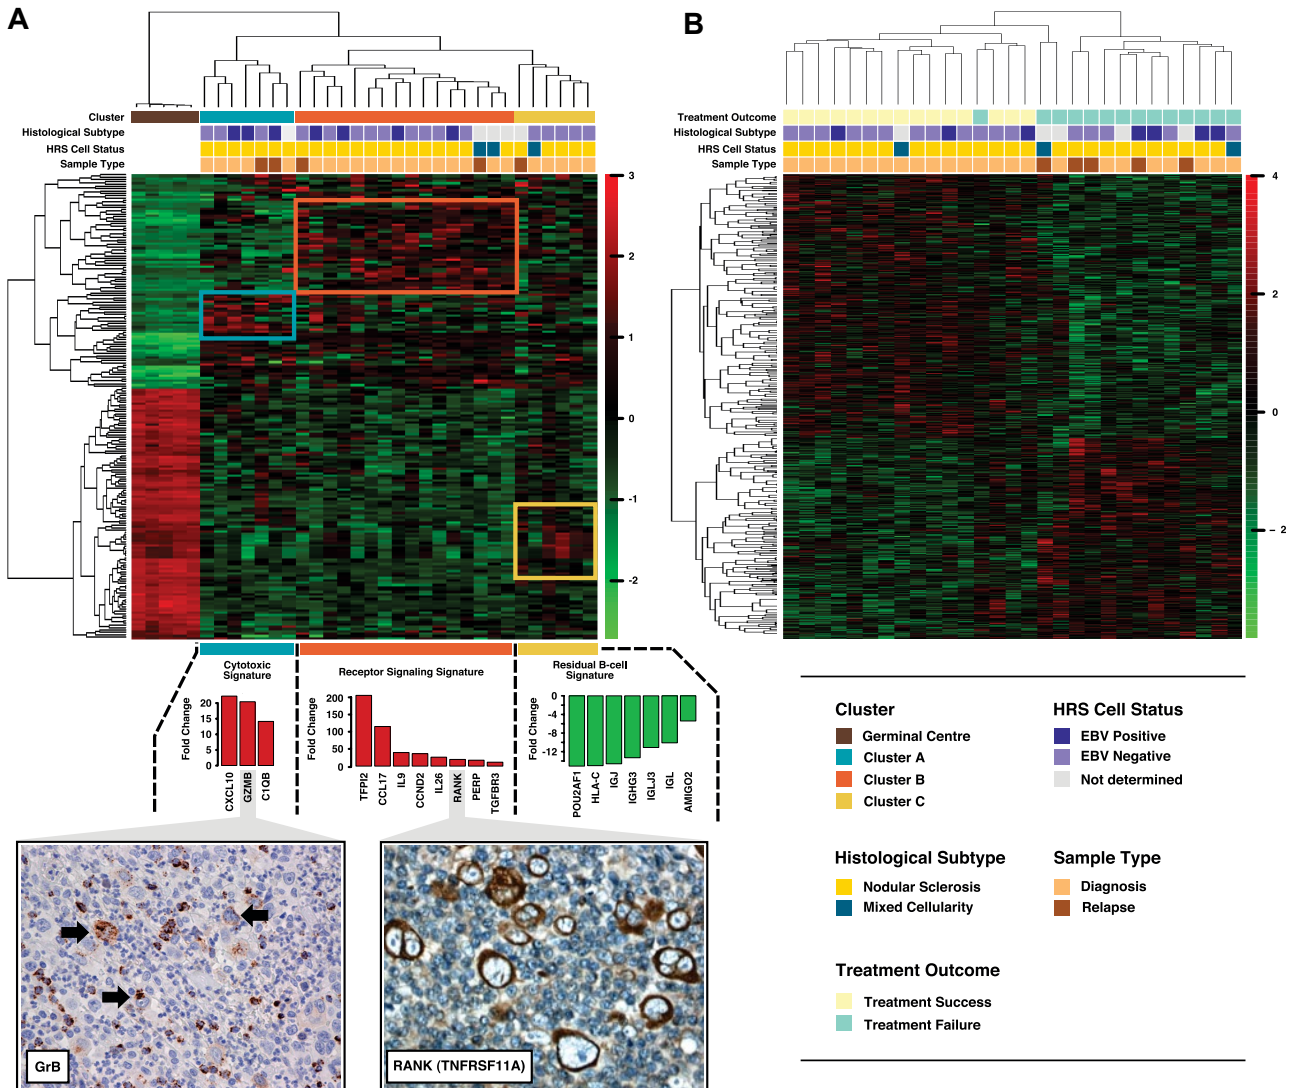 A
B
Cluster
Histological Subtype
HRS Cell Status
Sample Type
Treatment Outcome
Histological Subtype
HRS Cell Status
Sample Type
3
2
1
0
-1
-2
4
2
0
- 2
Cytotoxic
Signature
Receptor Signaling Signature
Residual B-cell
Signature
Fold Change
20
15
10
5
0
CXCL10
GZMB
C1QB
Fold Change
200
150
100
50
0
TFPI2
CCL17
IL9
CCND2
IL26
RANK
PERP
TGFBR3
Fold Change
0
-4
-8
-12
POU2AF1
HLA-C
IGJ
IGHG3
IGLJ3
IGL
AMIGO2
GrB
RANK (TNFRSF11A)
Cluster
Germinal Centre
Cluster A
Cluster B
Cluster C
HRS Cell Status
EBV Positive
EBV Negative
Not determined
Histological Subtype
Nodular Sclerosis
Mixed Cellularity
Sample Type
Diagnosis
Relapse
Treatment Outcome
Treatment Success
Treatment Failure